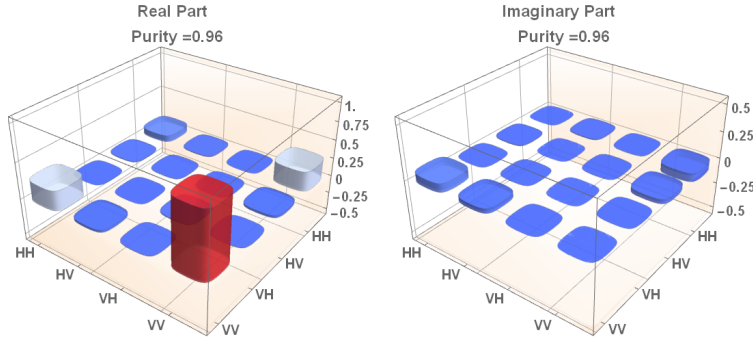 Real Part
Purity =0.96
1.
0.75
0.5
0.25
0
-0.25
-0.5
HH
HV
VH
VV
HH
HV
VH
VV
Imaginary Part
Purity =0.96
0.5
0.25
0
-0.25
-0.5
HH
HV
VH
VV
HH
HV
VH
VV